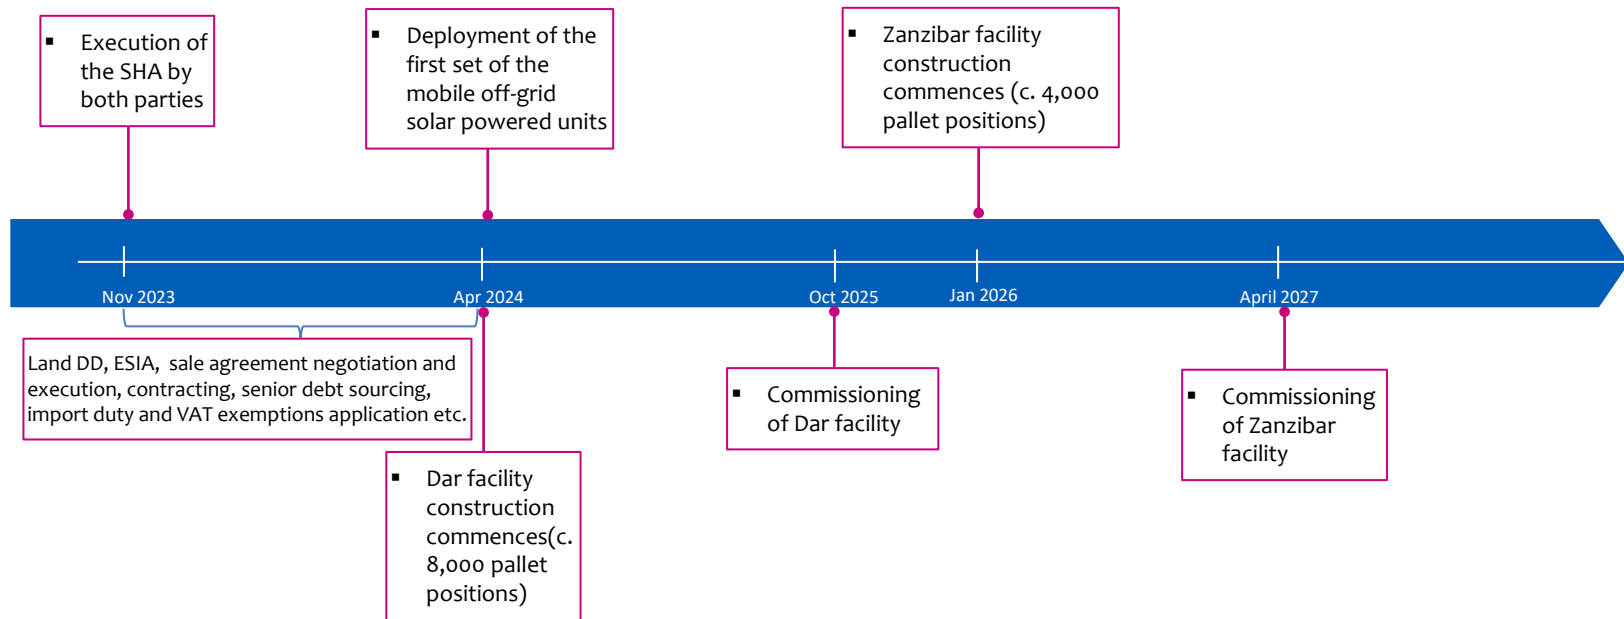 ▪ Execution of
the SHA by
both parties
▪ Deployment of the
first set of the
mobile off-grid
solar powered units
▪ Zanzibar facility
construction
commences (c. 4,000
pallet positions)
Nov 2023
Apr 2024
Oct 2025
Jan 2026
April 2027
Land DD, ESIA, sale agreement negotiation and
execution, contracting, senior debt sourcing,
import duty and VAT exemptions application etc.
▪ Dar facility
construction
commences(c.
8,000 pallet
positions)
▪ Commissioning
of Dar facility
▪ Commissioning
of Zanzibar
facility